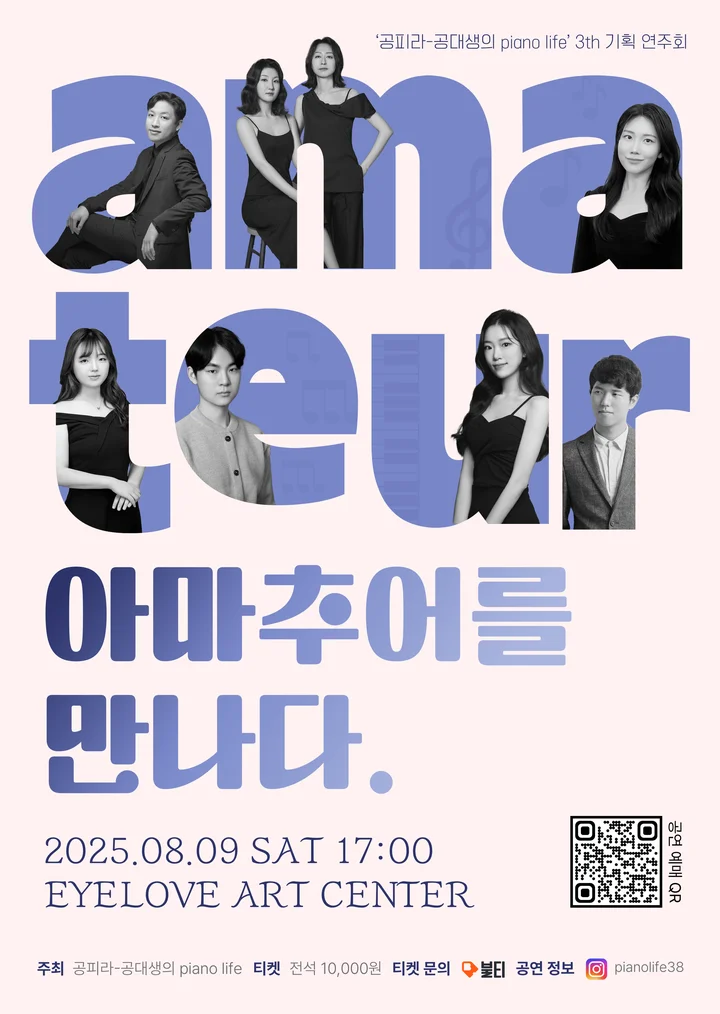 ‘공피라-공대생의 piano life’ 3th 기획 연주회
ama
teur
아마추어를
만나다.
2025.08.09 SAT 17:00
EYELOVE ART CENTER
공연 예매 QR
주최 공피라-공대생의 piano life 티켓 전석 10,000원 티켓 문의 붙티 공연 정보 pianolife38